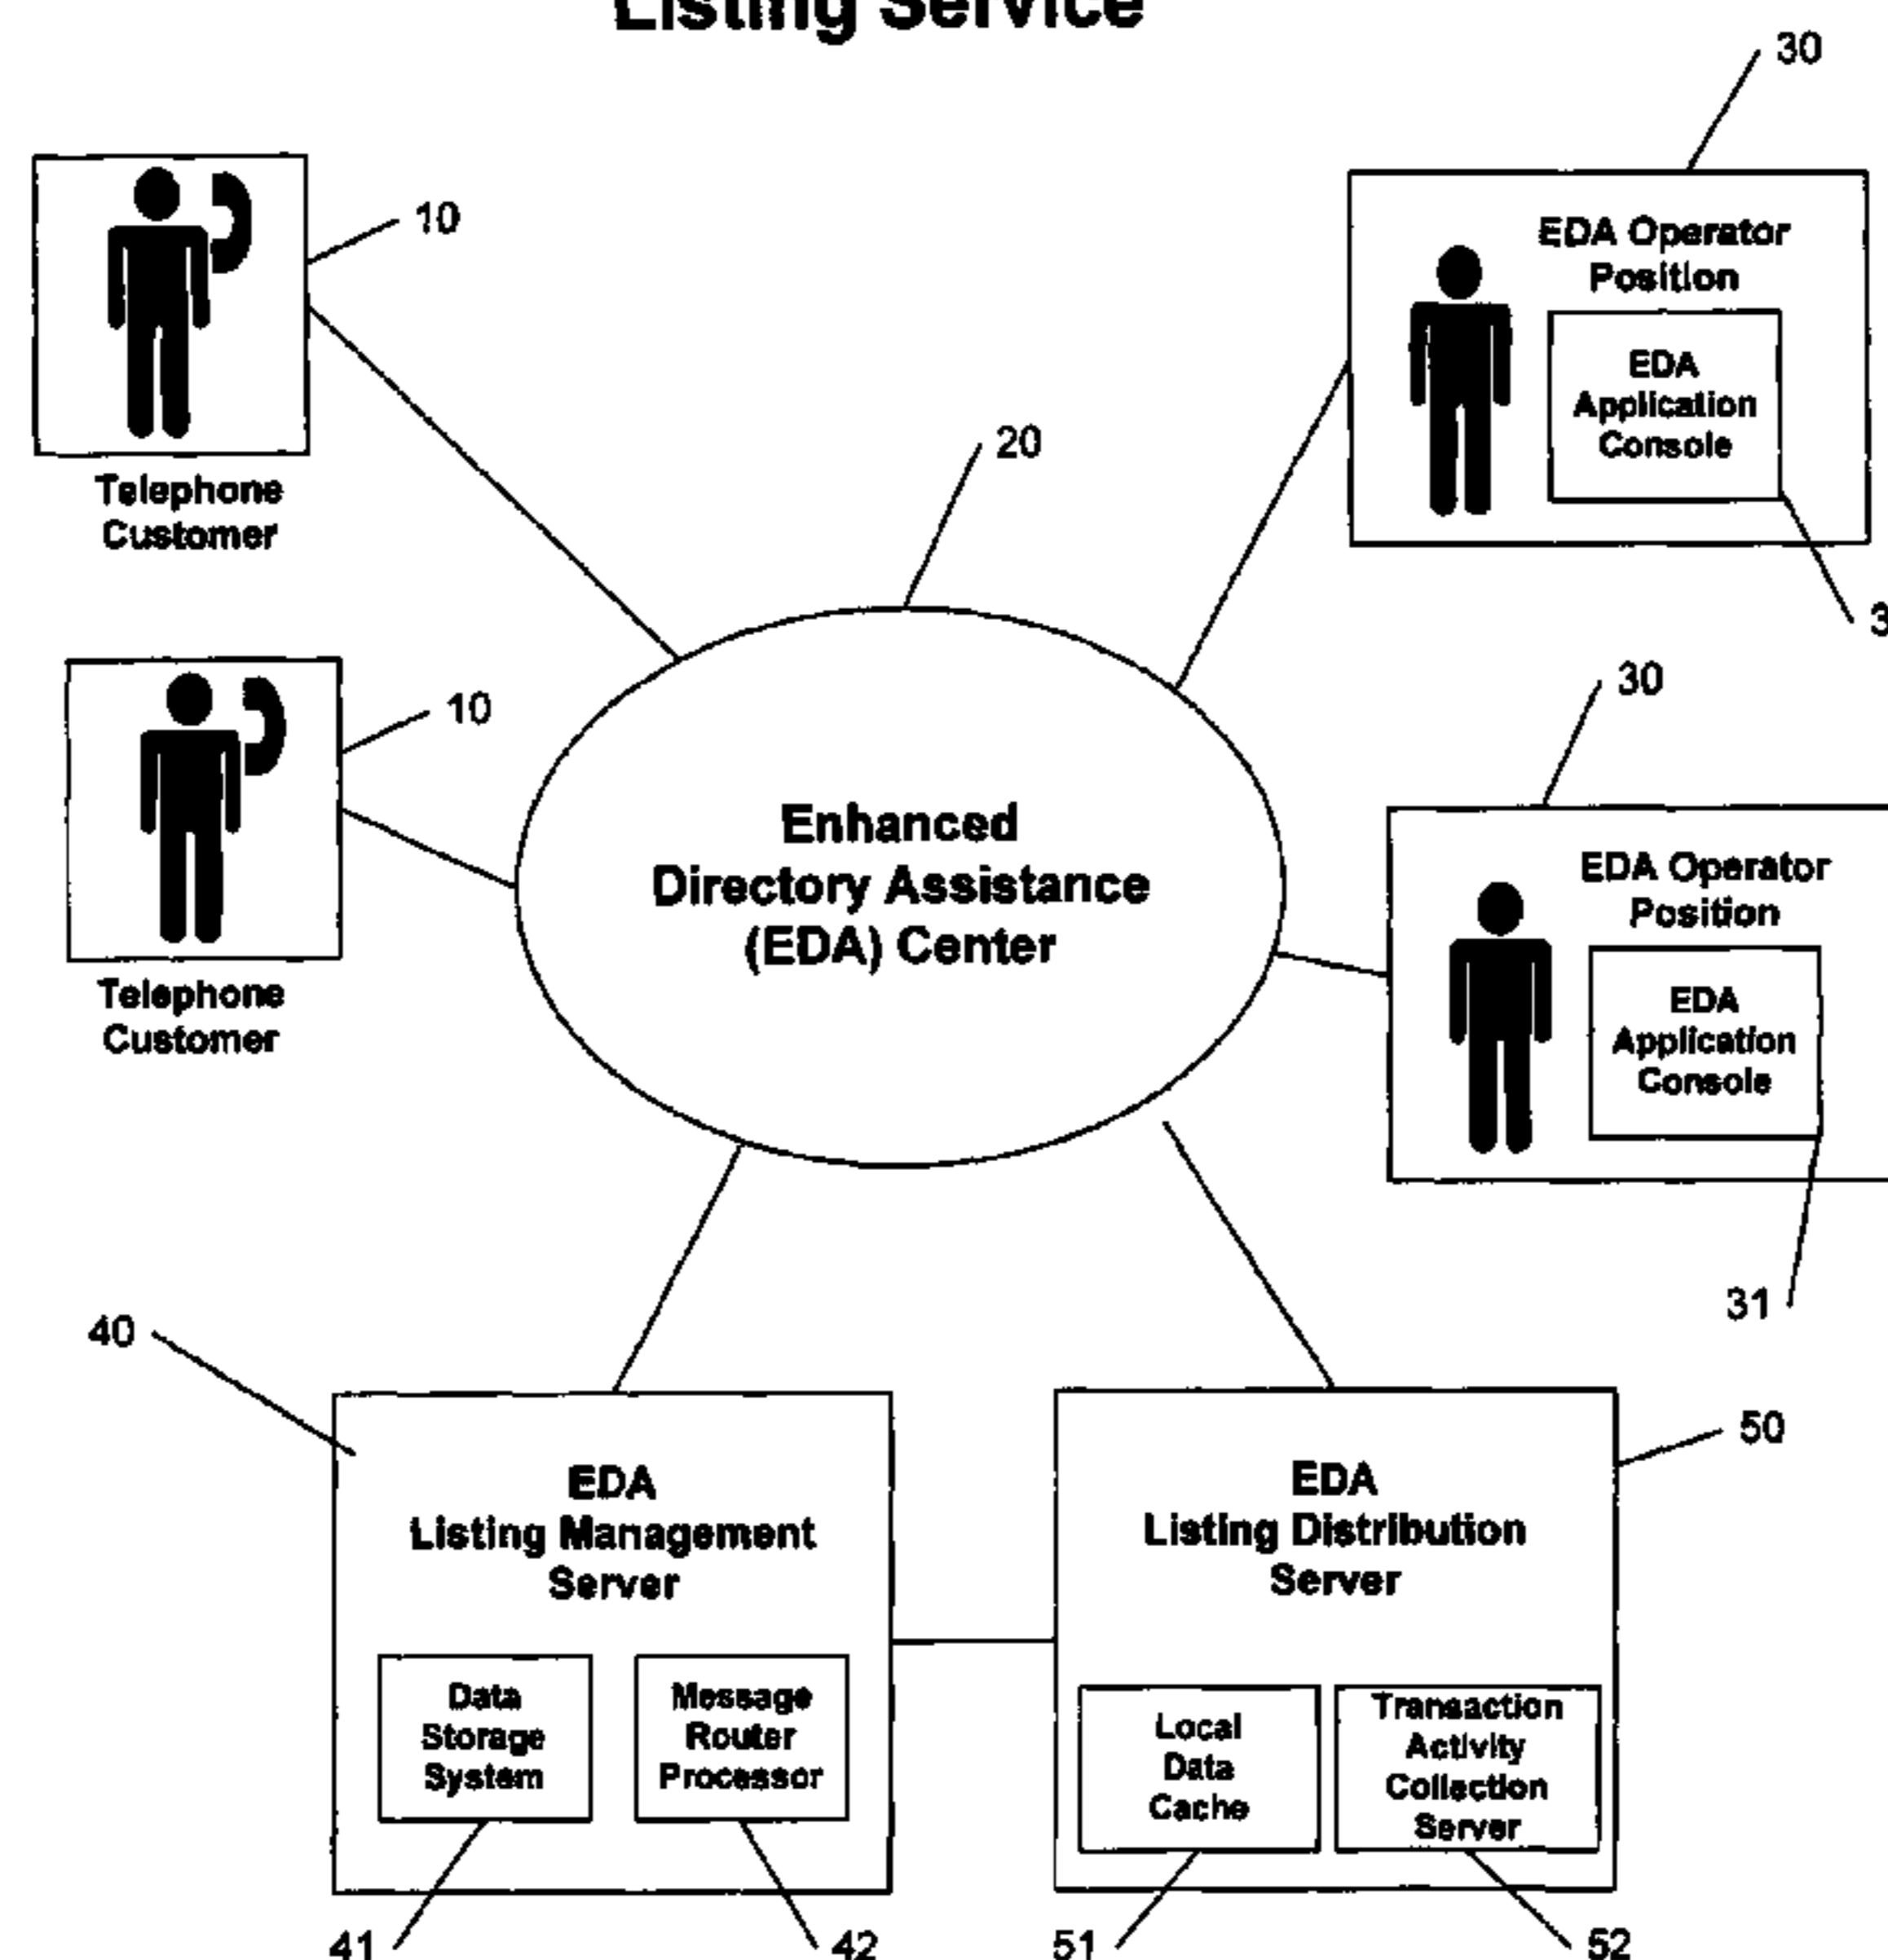 Listing Service
30
10
EDA Operator
Position
EDA
Application
Console
20
Telephone
Customer
3
30
10
Enhanced
Directory Assistance
(EDA) Center
EDA Operator
Position
EDA
Application
Console
Telephone
Customer
31
40
50
EDA
Listing Management
Server
EDA
Listing Distribution
Server
Data
Storage
System
Message
Router
Processor
Local
Data
Cache
Transaction
Activity
Collection
Server
41
42
51
52